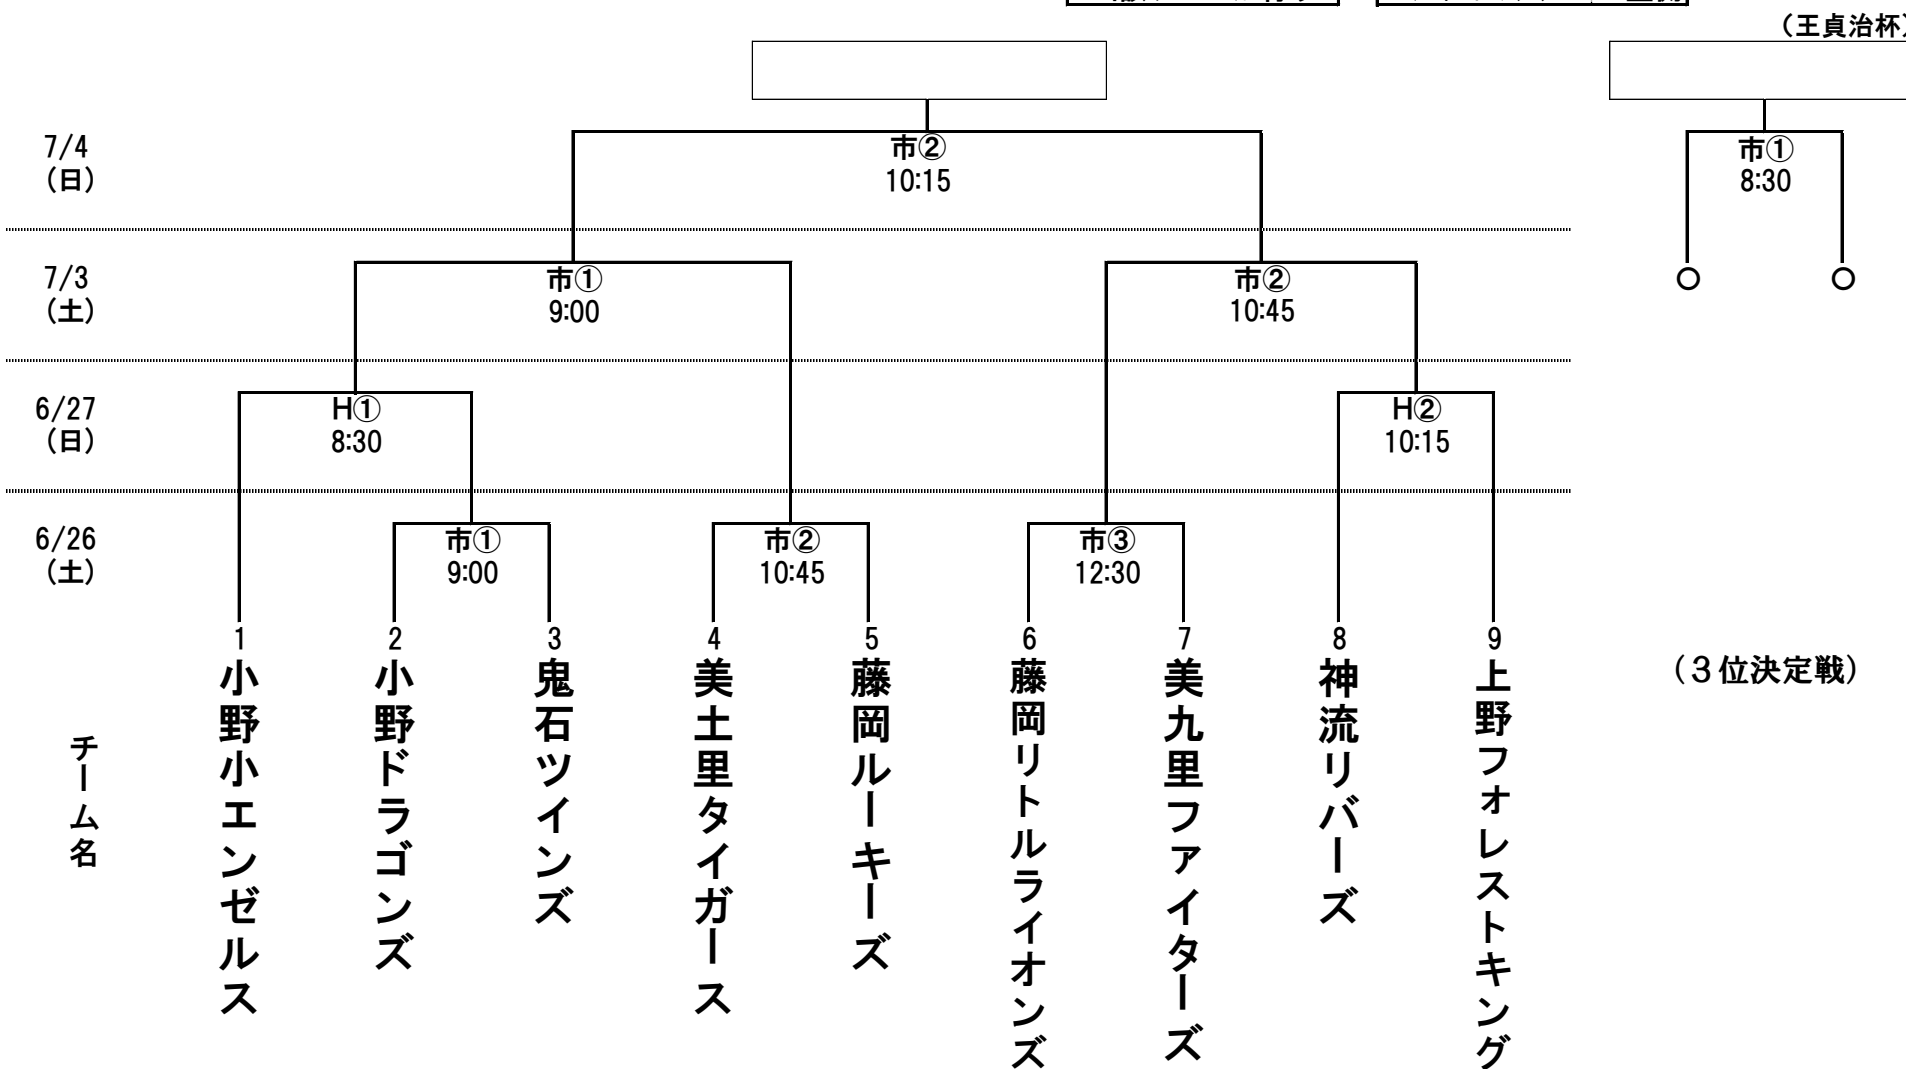 （王貞治杯）
7/4
（日）
市②
10:15
市①
8:30
7/3
（土）
市①
9:00
市②
10:45
○ ○
6/27
（日）
H①
8:30
H②
10:15
6/26
（土）
市①
9:00
市②
10:45
市③
12:30
1 2 3 4 5 6 7 8 9
チーム名
小野小エンゼルス
小野ドラゴンズ
鬼石ツインズ
美土里タイガース
藤岡ルーキーズ
藤岡リトルライオンズ
美九里ファイターズ
神流リバーズ
上野フォレストキング
（３位決定戦）